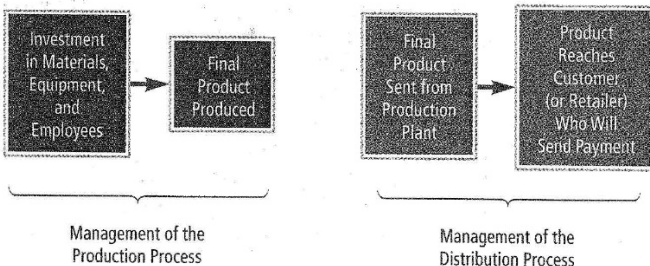 Investment
in Materials,
Equipment,
and
Employees
Final
Product
Produced
Final
Product
Sent from
Production
Plant
Product
Reaches
Customer
(or Retailer)
Who Will
Send Payment
Management of the
Production Process
Management of the
Distribution Process